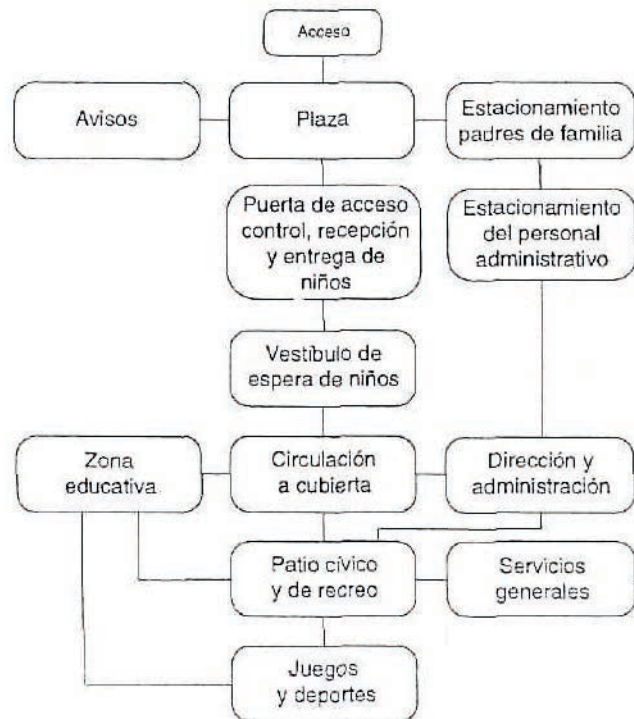 Acceso
Avisos
Plaza
Estacionamiento
padres de familia
Puerta de acceso
control, recepción
y entrega de
niños
Estacionamiento
del personal
administrativo
Vestíbulo de
espera de niños
Zona
educativa
Circulación
a cubierta
Dirección y
administración
Patio cívico
y de recreo
Servicios
generales
Juegos
y deportes